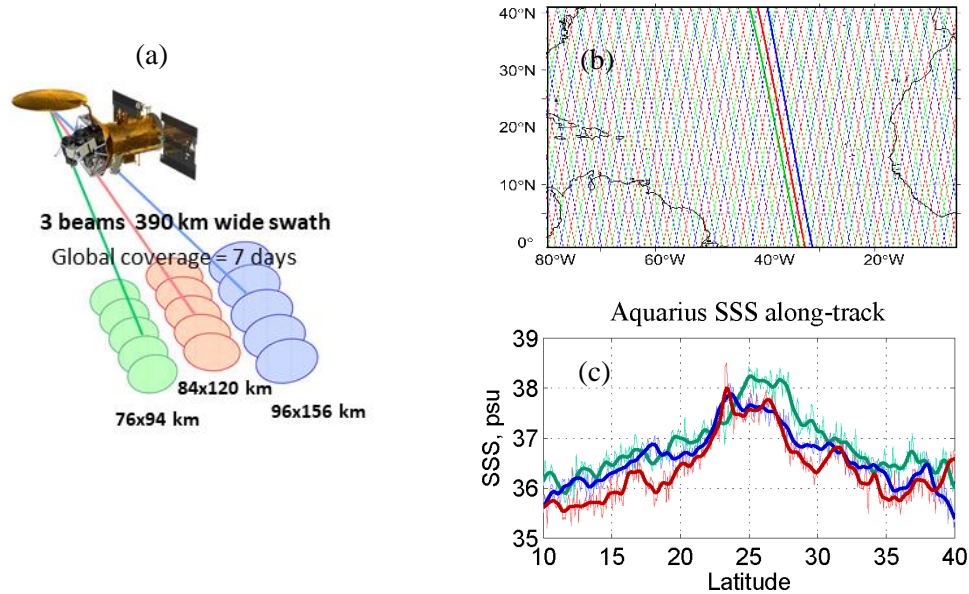 (a)
3 beams 390 km wide swath
Global coverage = 7 days
84x120 km
76x94 km
96x156 km
40°N
30°N
20°N
10°N
0°
80°W
60°W
40°W
20°W
(b)
Aquarius SSS along-track
39
38
37
36
35
SSS, psu
(c)
10
15
20
25
30
35
40
Latitude